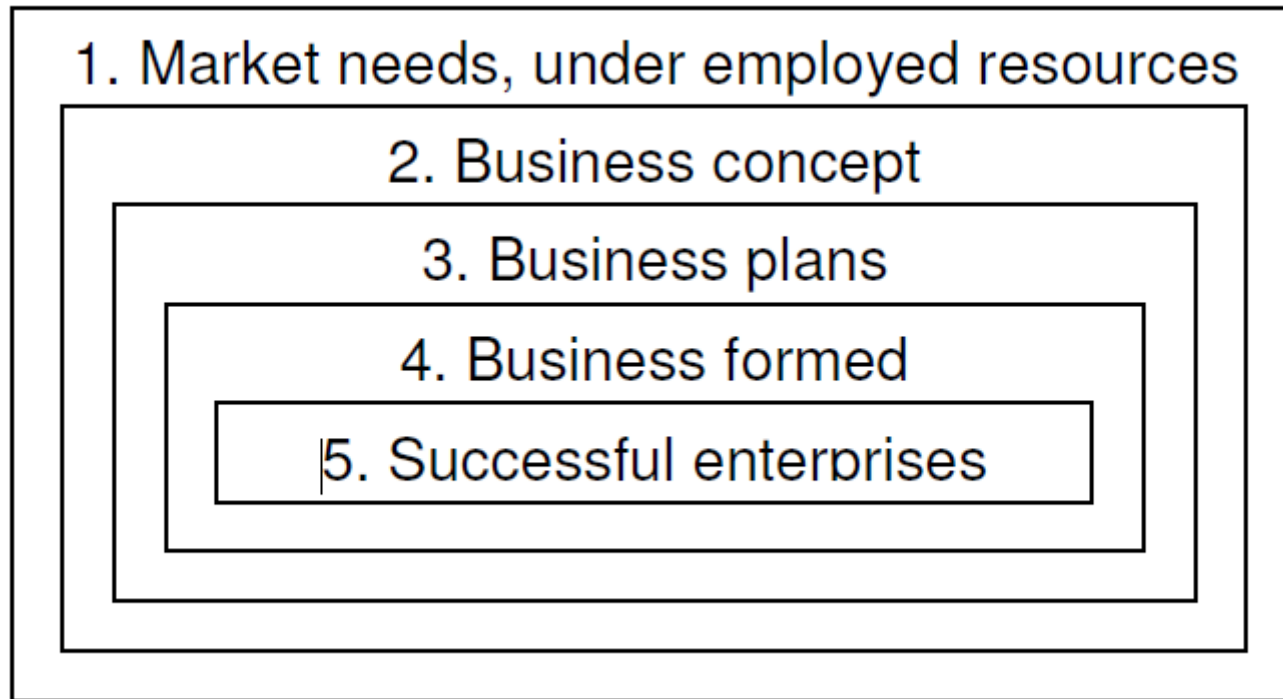 1. Market needs, under employed resources
2. Business concept
3. Business plans
4. Business formed
5. Successful enterprises